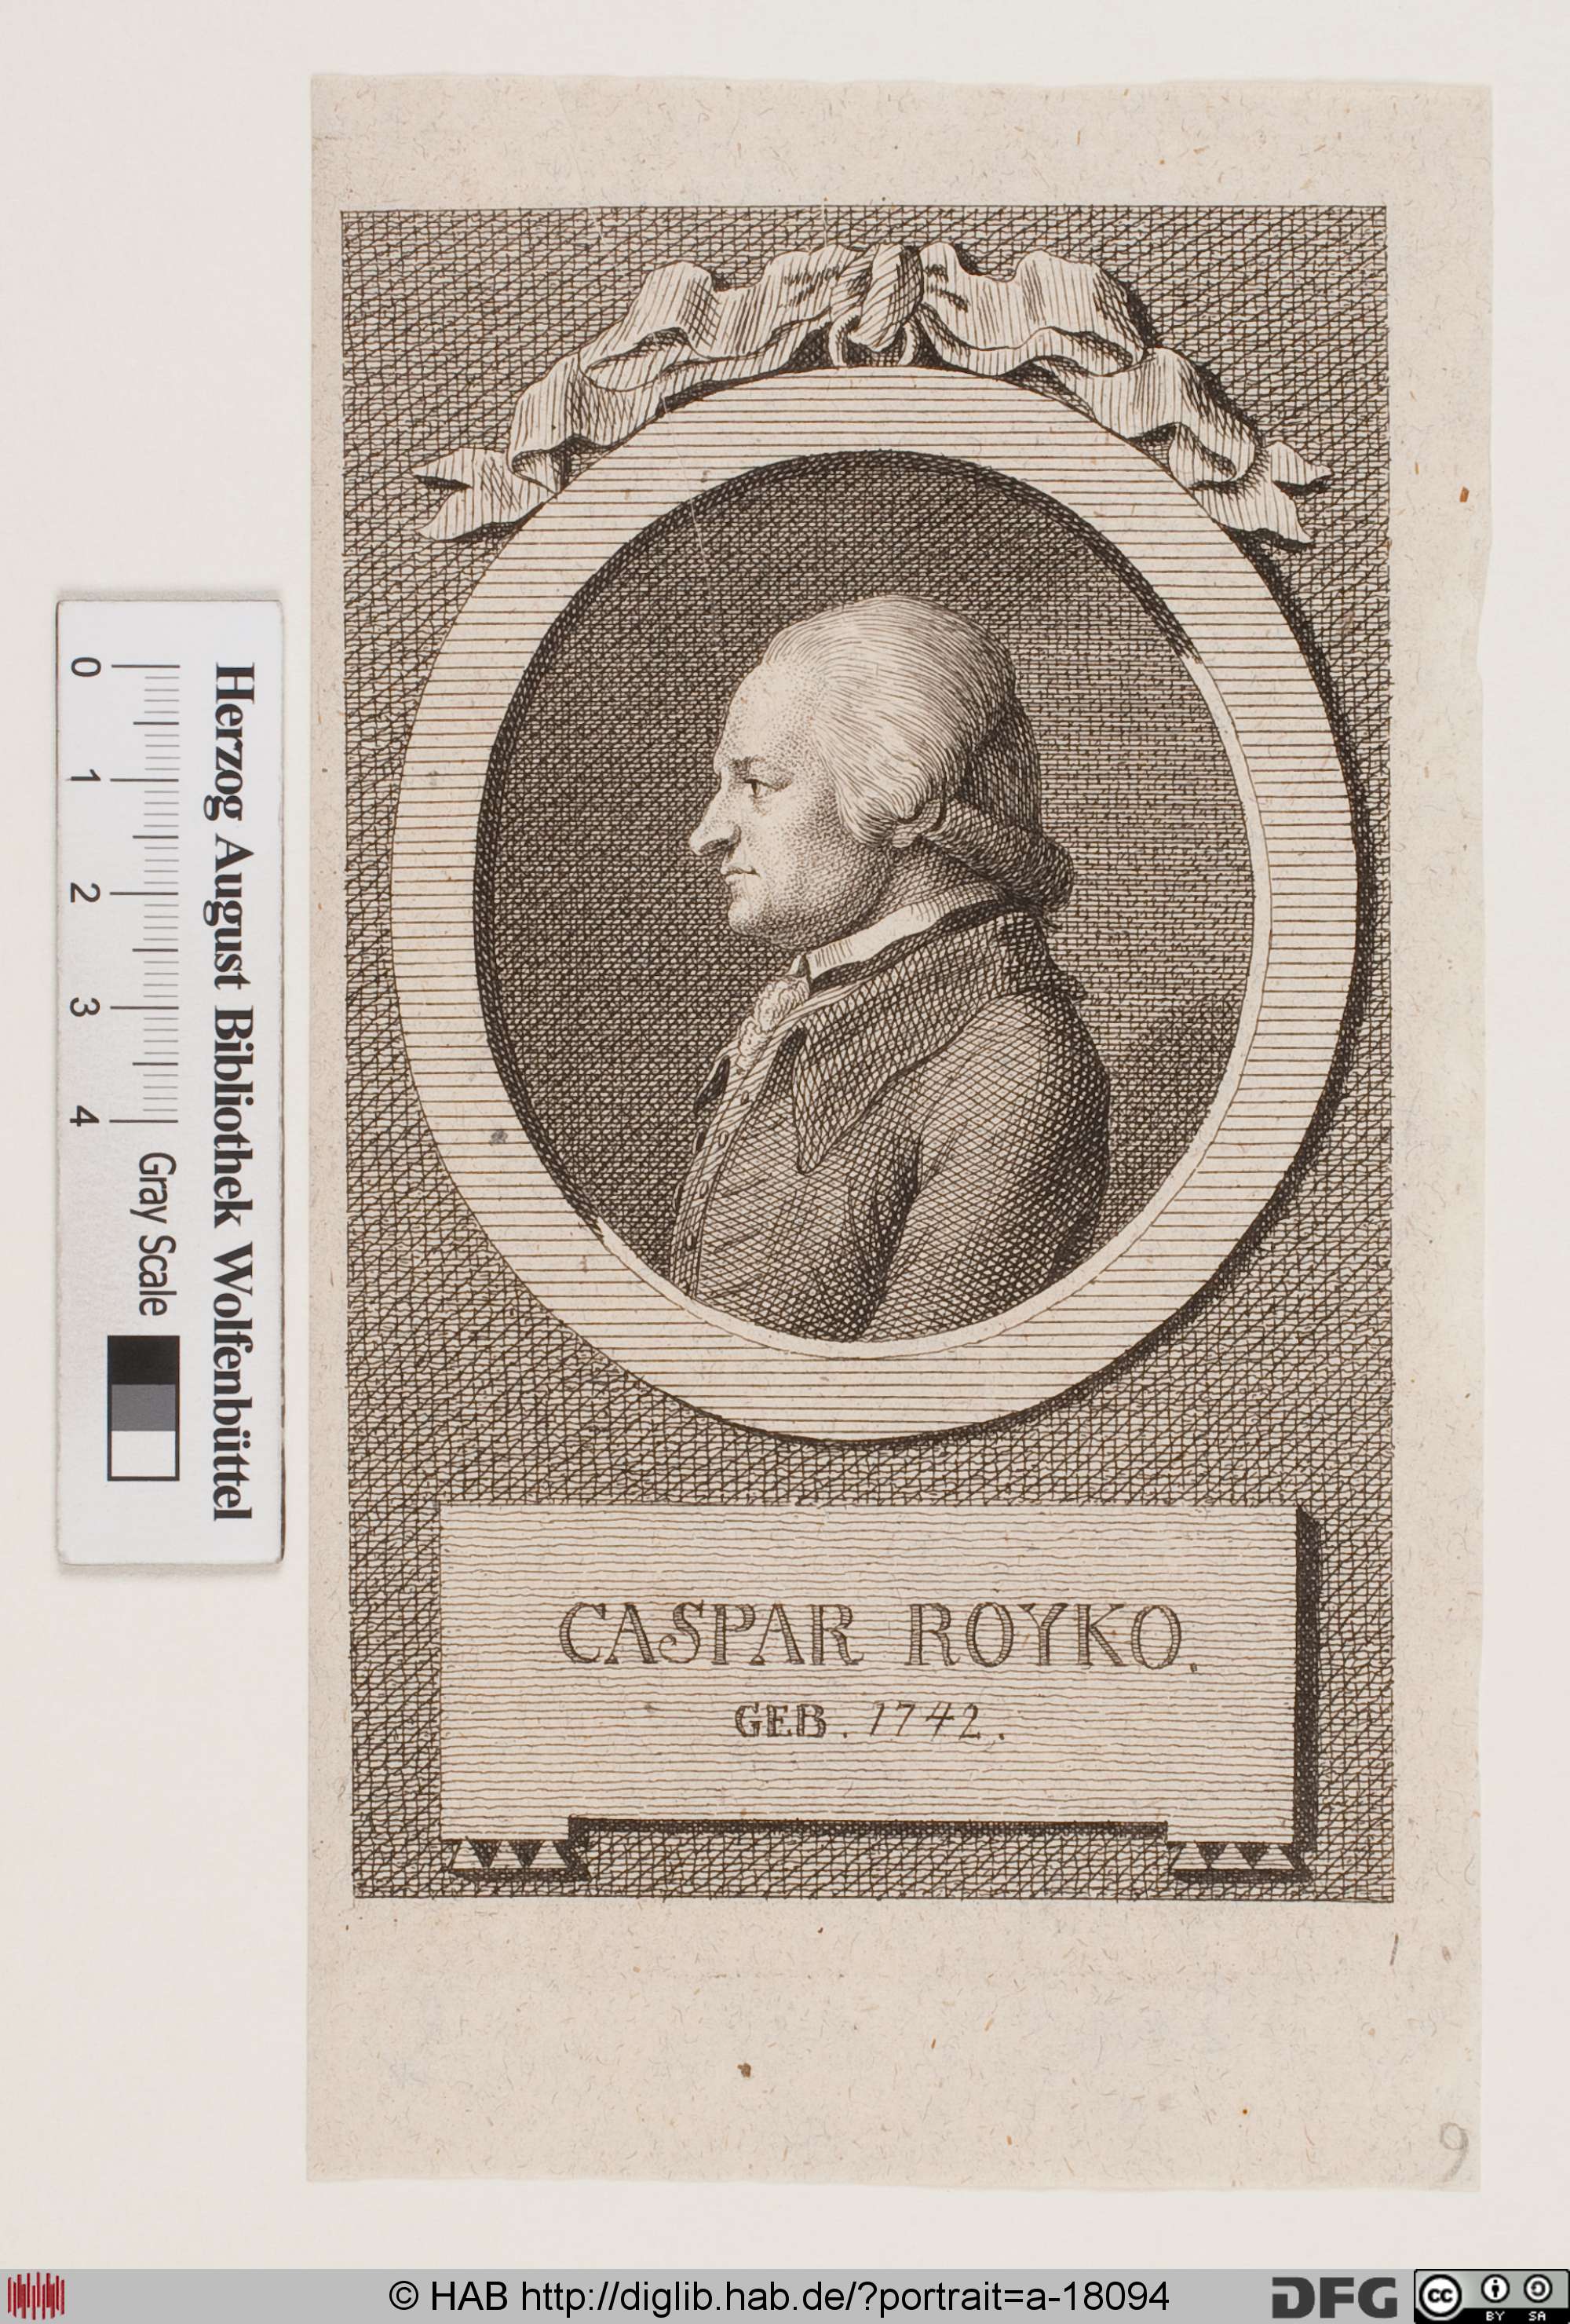 CASPAR ROYKO.
GEB. 1742.
9
Herzog August Bibliothek Wolfenbüttel
0 1 2 3 4 Gray Scale
© HAB http://diglib.hab.de/?portrait=a-18094
DFG
cc BY SA